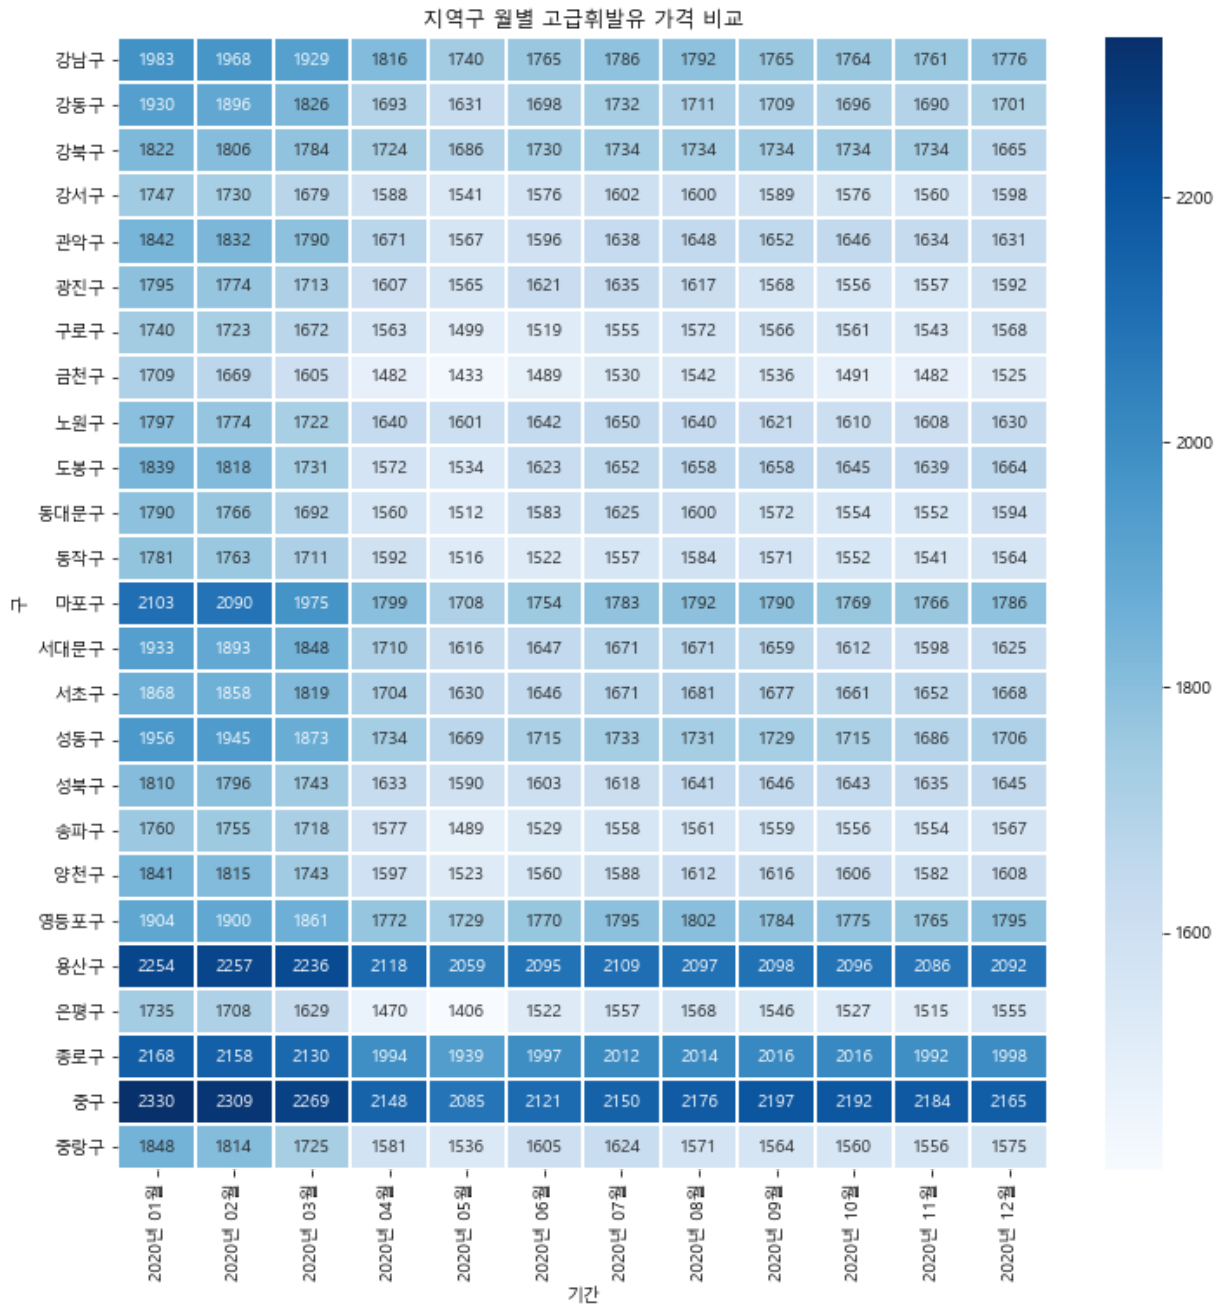 지역구 월별 고급휘발유 가격 비교
강남구 1983 1968 1929 1816 1740 1765 1786 1792 1765 1764 1761 1776
강동구 1930 1896 1826 1693 1631 1698 1732 1711 1709 1696 1690 1701
강북구 1822 1806 1784 1724 1686 1730 1734 1734 1734 1734 1734 1665
강서구 1747 1730 1679 1588 1541 1576 1602 1600 1589 1576 1560 1598
관악구 1842 1832 1790 1671 1567 1596 1638 1648 1652 1646 1634 1631
광진구 1795 1774 1713 1607 1565 1621 1635 1617 1568 1556 1557 1592
구로구 1740 1723 1672 1563 1499 1519 1555 1572 1566 1561 1543 1568
금천구 1709 1669 1605 1482 1433 1489 1530 1542 1536 1491 1482 1525
노원구 1797 1774 1722 1640 1601 1642 1650 1640 1621 1610 1608 1630
도봉구 1839 1818 1731 1572 1534 1623 1652 1658 1658 1645 1639 1664
동대문구 1790 1766 1692 1560 1512 1583 1625 1600 1572 1554 1552 1594
동작구 1781 1763 1711 1592 1516 1522 1557 1584 1571 1552 1541 1564
마포구 2103 2090 1975 1799 1708 1754 1783 1792 1790 1769 1766 1786
서대문구 1933 1893 1848 1710 1616 1647 1671 1671 1659 1612 1598 1625
서초구 1868 1858 1819 1704 1630 1646 1671 1681 1677 1661 1652 1668
성동구 1956 1945 1873 1734 1669 1715 1733 1731 1729 1715 1686 1706
성북구 1810 1796 1743 1633 1590 1603 1618 1641 1646 1643 1635 1645
송파구 1760 1755 1718 1577 1489 1529 1558 1561 1559 1556 1554 1567
양천구 1841 1815 1743 1597 1523 1560 1588 1612 1616 1606 1582 1608
영등포구 1904 1900 1861 1772 1729 1770 1795 1802 1784 1775 1765 1795
용산구 2254 2257 2236 2118 2059 2095 2109 2097 2098 2096 2086 2092
은평구 1735 1708 1629 1470 1406 1522 1557 1568 1546 1527 1515 1555
종로구 2168 2158 2130 1994 1939 1997 2012 2014 2016 2016 1992 1998
중구 2330 2309 2269 2148 2085 2121 2150 2176 2197 2192 2184 2165
중랑구 1848 1814 1725 1581 1536 1605 1624 1571 1564 1560 1556 1575
구
2020년 01월
2020년 02월
2020년 03월
2020년 04월
2020년 05월
2020년 06월
2020년 07월
2020년 08월
2020년 09월
2020년 10월
2020년 11월
2020년 12월
기간
2200
2000
1800
1600